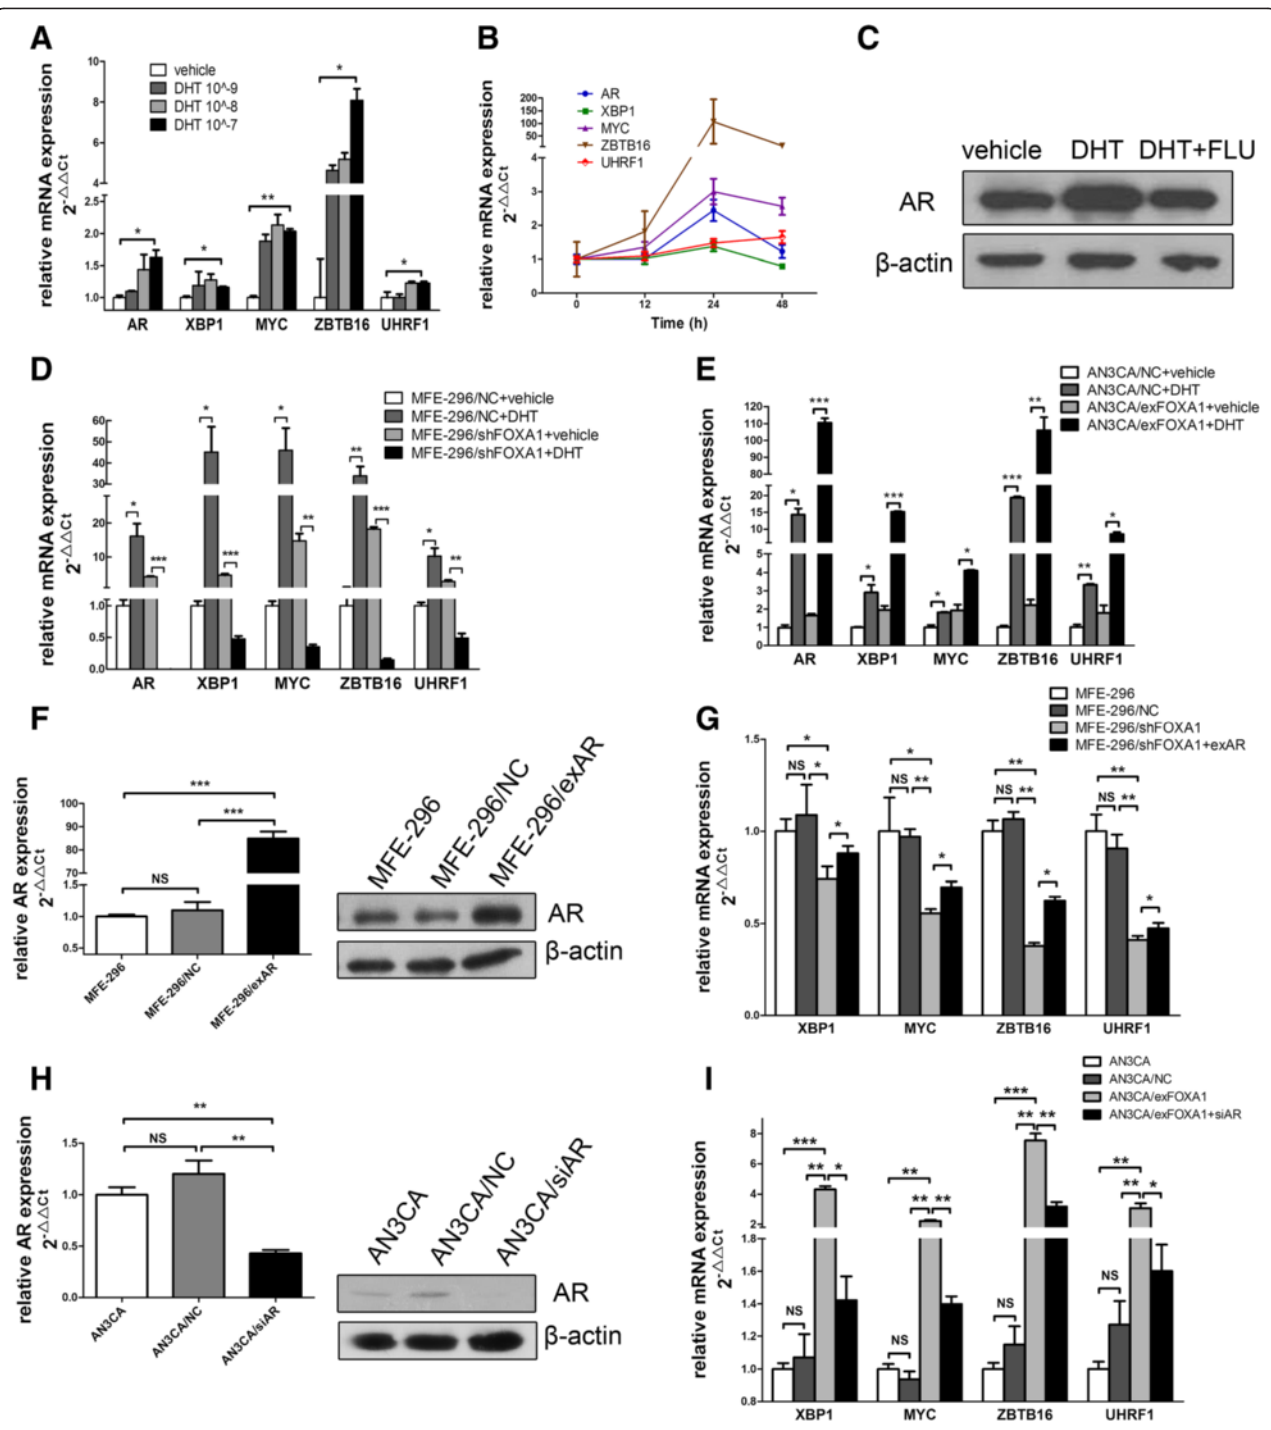 A
relative mRNA expression
2^-△△Ct
vehicle
DHT 10^-9
DHT 10^-8
DHT 10^-7
10
8
6
4
2.5
2.0
1.5
1.0
*
*
**
*
*
AR XBP1 MYC ZBTB16 UHRF1
B
relative mRNA expression
2^-△△Ct
AR
XBP1
MYC
ZBTB16
UHRF1
200
150
100
50
4
3
2
1
0
0 12 24 48
Time (h)
C
vehicle DHT DHT+FLU
AR
β-actin
D
relative mRNA expression
2^-△△Ct
MFE-296/NC+vehicle
MFE-296/NC+DHT
MFE-296/shFOXA1+vehicle
MFE-296/shFOXA1+DHT
60
50
40
30
20
10
1.0
0.5
0.0
* ***
* ***
* **
** ***
* **
AR XBP1 MYC ZBTB16 UHRF1
E
relative mRNA expression
2^-△△Ct
AN3CA/NC+vehicle
AN3CA/NC+DHT
AN3CA/exFOXA1+vehicle
AN3CA/exFOXA1+DHT
120
110
100
90
80
20
15
10
5
4
3
2
1
0
* ***
* ***
* *
*** **
** *
AR XBP1 MYC ZBTB16 UHRF1
F
relative AR expression
2^-△△Ct
100
90
80
70
1.5
1.0
0.5
***
***
NS
MFE-296
MFE-296/NC
MFE-296/exAR
MFE-296
MFE-296/NC
MFE-296/exAR
AR
β-actin
G
relative mRNA expression
2^-△△Ct
MFE-296
MFE-296/NC
MFE-296/shFOXA1
MFE-296/shFOXA1+exAR
1.5
1.0
0.5
0.0
*
NS *
*
*
NS **
*
**
NS **
*
**
NS **
*
XBP1 MYC ZBTB16 UHRF1
H
relative AR expression
2^-△△Ct
1.5
1.0
0.5
0.0
**
NS **
AN3CA
AN3CA/NC
AN3CA/siAR
AN3CA
AN3CA/NC
AN3CA/siAR
AR
β-actin
I
relative mRNA expression
2^-△△Ct
AN3CA
AN3CA/NC
AN3CA/exFOXA1
AN3CA/exFOXA1+siAR
8
6
4
2
1.8
1.6
1.4
1.2
1.0
0.8
***
** *
NS
**
** **
NS
***
** **
NS
**
** *
NS
XBP1 MYC ZBTB16 UHRF1